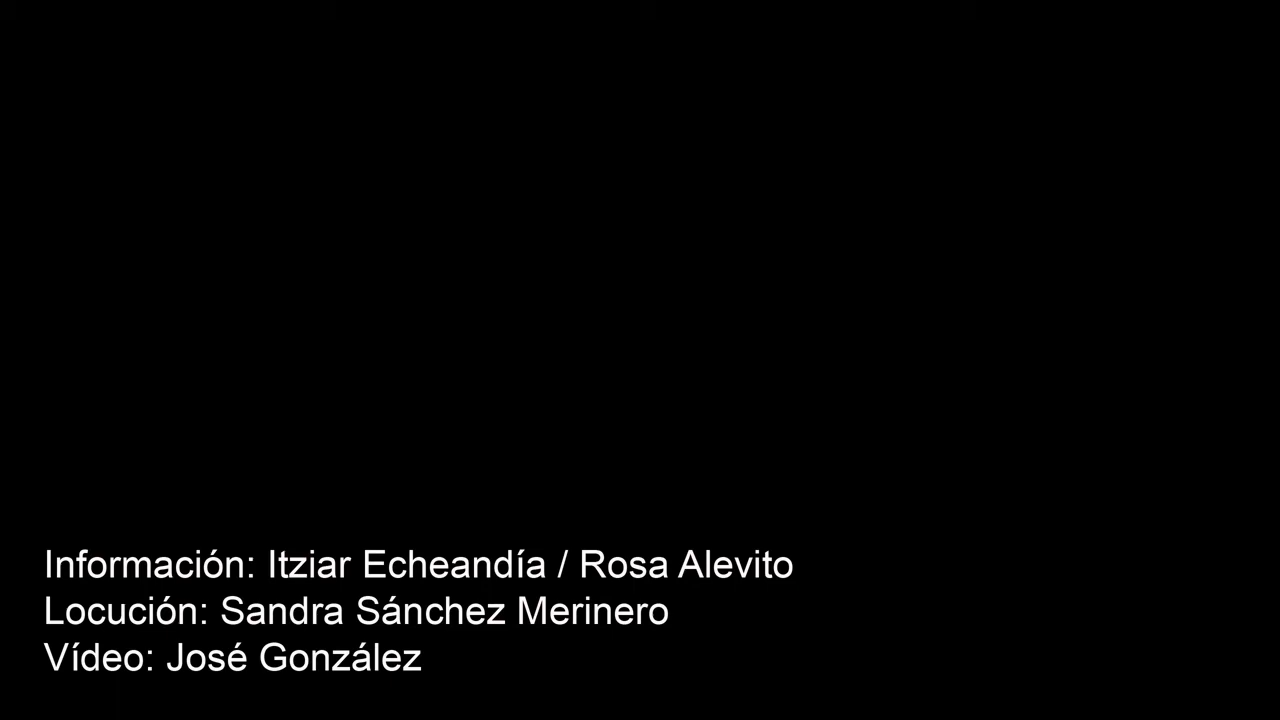 Información: Itziar Echeandía / Rosa Alevito
Locución: Sandra Sánchez Merinero
Vídeo: José González